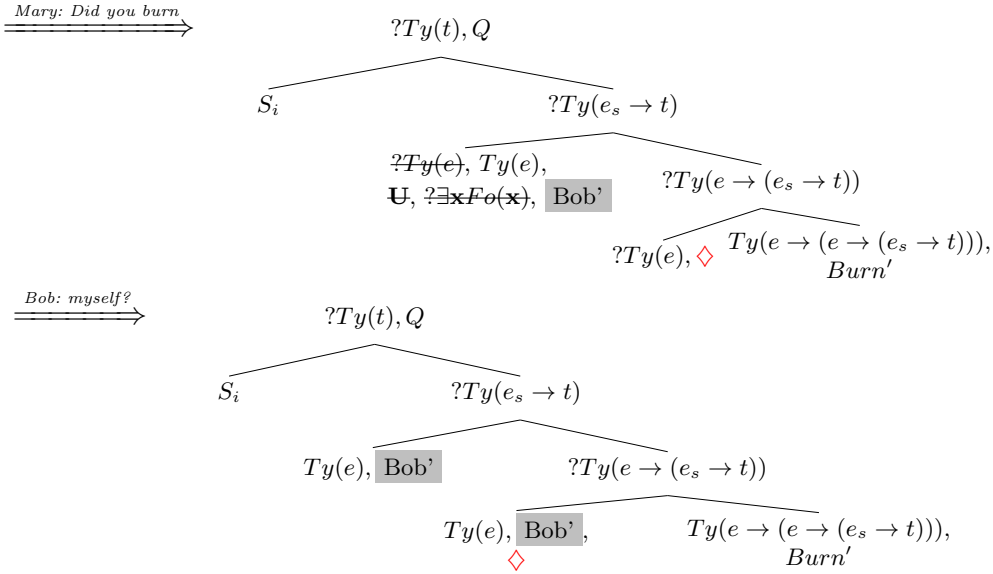 Mary: Did you burn
?Ty(t), Q
S_i
?Ty(e_s → t)
?Ty(e), Ty(e),
U, ?∃xFo(x), Bob’
?Ty(e → (e_s → t))
?Ty(e), ♢
Ty(e → (e → (e_s → t))),
Burn′
Bob: myself?
?Ty(t), Q
S_i
?Ty(e_s → t)
Ty(e), Bob’
?Ty(e → (e_s → t))
Ty(e), Bob’ ,
♢
Ty(e → (e → (e_s → t))),
Burn′